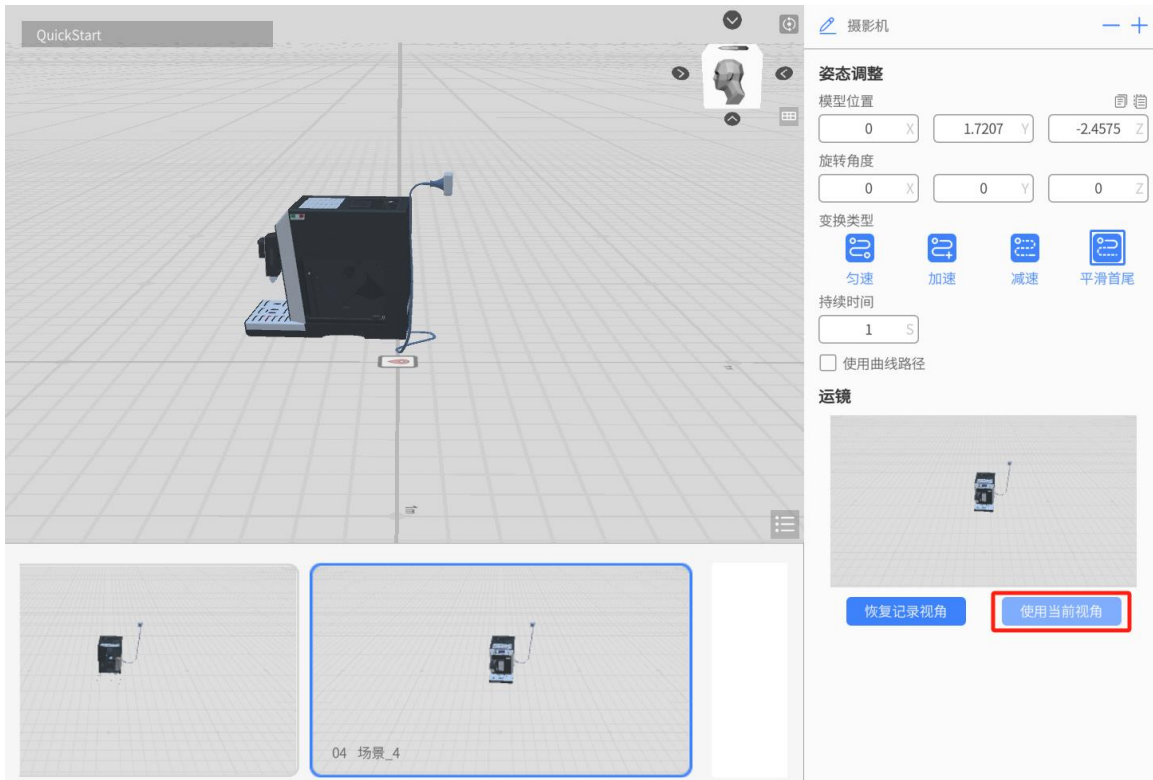 QuickStart
摄影机
姿态调整
模型位置
0 X 1.7207 Y -2.4575 Z
旋转角度
0 X 0 Y 0 Z
变换类型
匀速 加速 减速 平滑首尾
持续时间
1 S
使用曲线路径
运镜
恢复记录视角 使用当前视角
04 场景_4